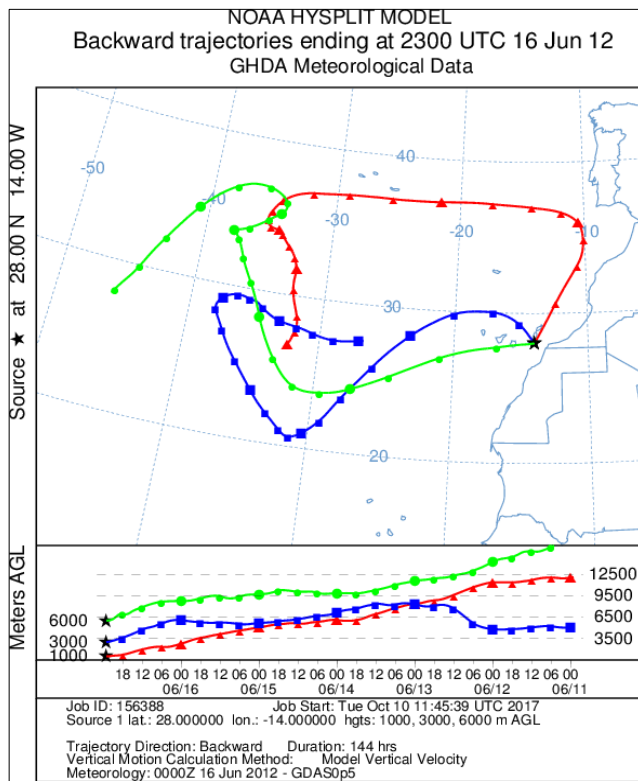 NOAA HYSPLIT MODEL
Backward trajectories ending at 2300 UTC 16 Jun 12
GHDA Meteorological Data
Source ★ at 28.00 N 14.00 W
-50
-40
-30
-20
-10
40
30
20
Meters AGL
6000
3000
1000
12500
9500
6500
3500
18 12 06 00 18 12 06 00 18 12 06 00 18 12 06 00 18 12 06 00 18 12 06 00
06/16 06/15 06/14 06/13 06/12 06/11
Job ID: 156388 Job Start: Tue Oct 10 11:45:39 UTC 2017
Source 1 lat.: 28.000000 lon.: -14.000000 hgts: 1000, 3000, 6000 m AGL
Trajectory Direction: Backward Duration: 144 hrs
Vertical Motion Calculation Method: Model Vertical Velocity
Meteorology: 0000Z 16 Jun 2012 - GDAS0p5